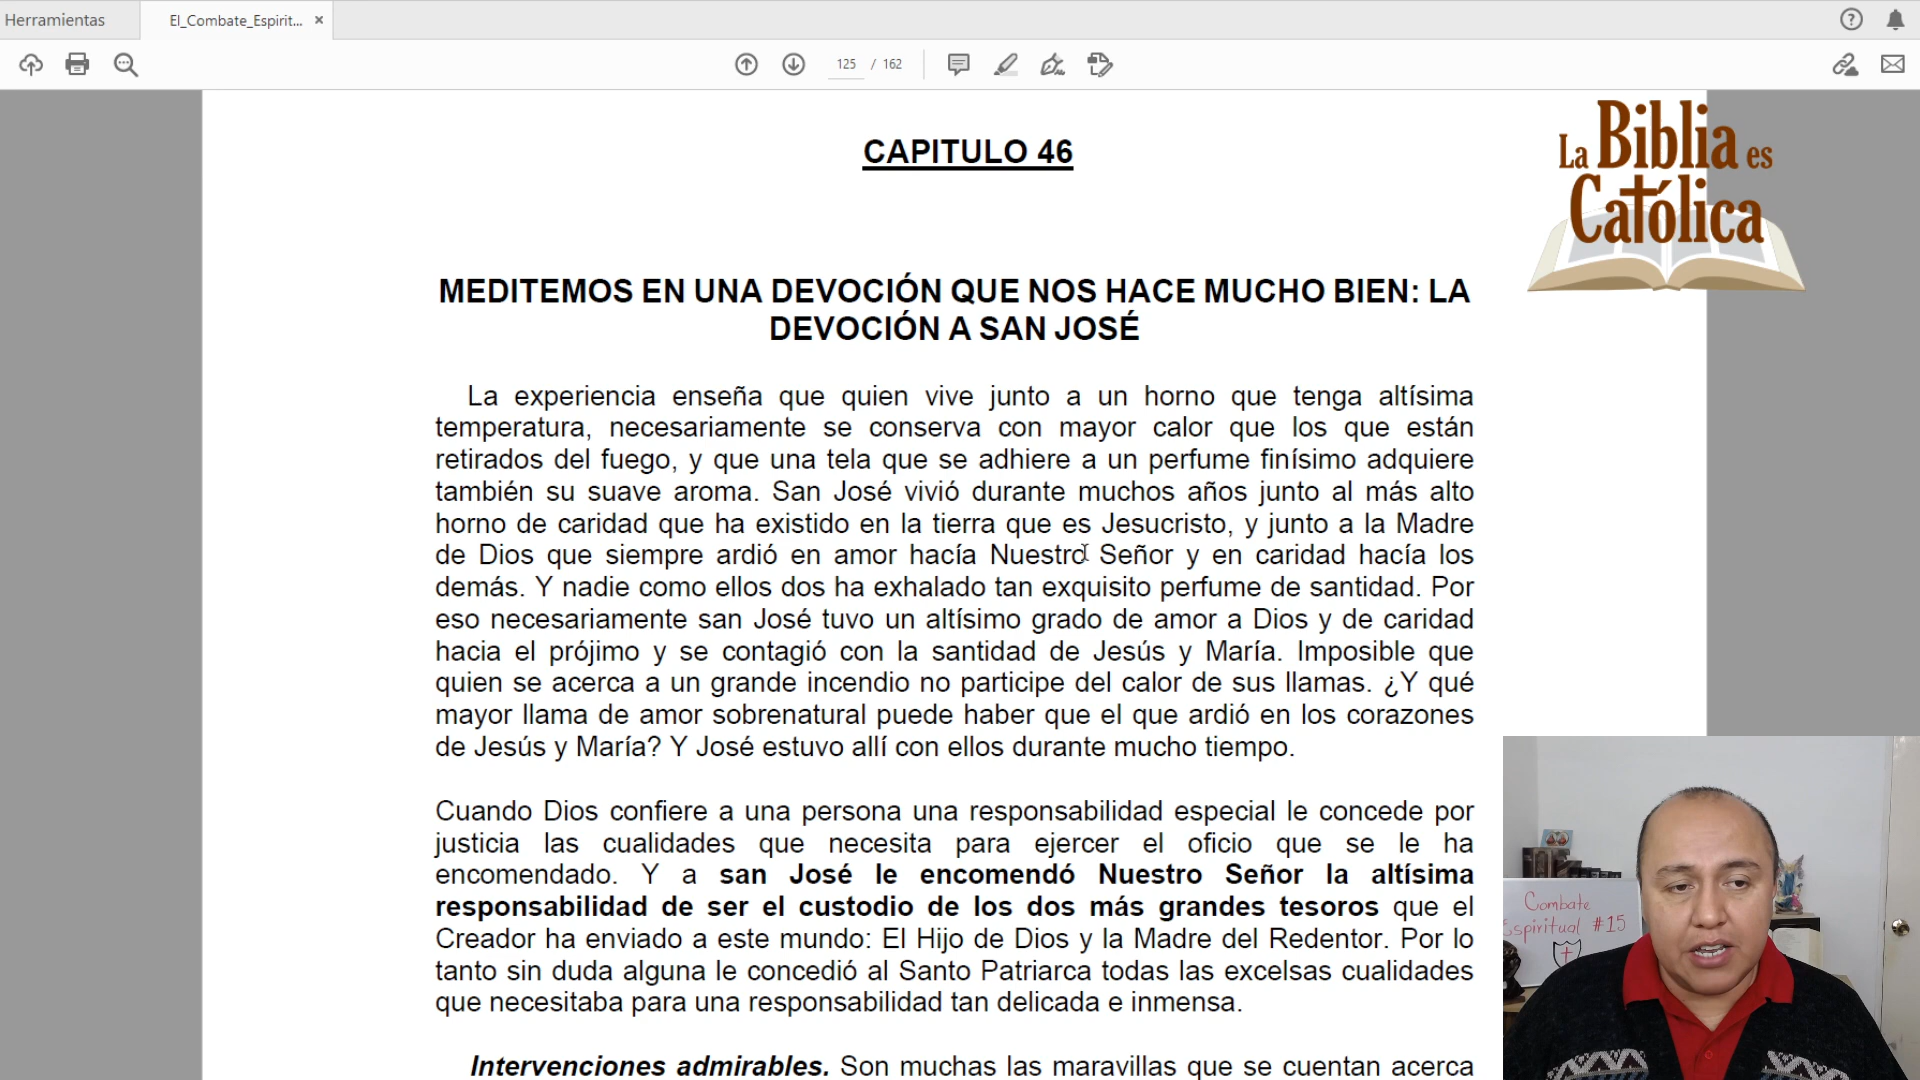 Herramientas
El_Combate_Espirit... ×
?
125 / 162
La Biblia es
Católica
CAPITULO 46
MEDITEMOS EN UNA DEVOCIÓN QUE NOS HACE MUCHO BIEN: LA
DEVOCIÓN A SAN JOSÉ
La experiencia enseña que quien vive junto a un horno que tenga altísima
temperatura, necesariamente se conserva con mayor calor que los que están
retirados del fuego, y que una tela que se adhiere a un perfume finísimo adquiere
también su suave aroma. San José vivió durante muchos años junto al más alto
horno de caridad que ha existido en la tierra que es Jesucristo, y junto a la Madre
de Dios que siempre ardió en amor hacía Nuestro Señor y en caridad hacía los
demás. Y nadie como ellos dos ha exhalado tan exquisito perfume de santidad. Por
eso necesariamente san José tuvo un altísimo grado de amor a Dios y de caridad
hacia el prójimo y se contagió con la santidad de Jesús y María. Imposible que
quien se acerca a un grande incendio no participe del calor de sus llamas. ¿Y qué
mayor llama de amor sobrenatural puede haber que el que ardió en los corazones
de Jesús y María? Y José estuvo allí con ellos durante mucho tiempo.
Cuando Dios confiere a una persona una responsabilidad especial le concede por
justicia las cualidades que necesita para ejercer el oficio que se le ha
encomendado. Y a san José le encomendó Nuestro Señor la altísima
responsabilidad de ser el custodio de los dos más grandes tesoros que el
Creador ha enviado a este mundo: El Hijo de Dios y la Madre del Redentor. Por lo
tanto sin duda alguna le concedió al Santo Patriarca todas las excelsas cualidades
que necesitaba para una responsabilidad tan delicada e inmensa.
Intervenciones admirables. Son muchas las maravillas que se cuentan acerca
Combate
Espiritual #15